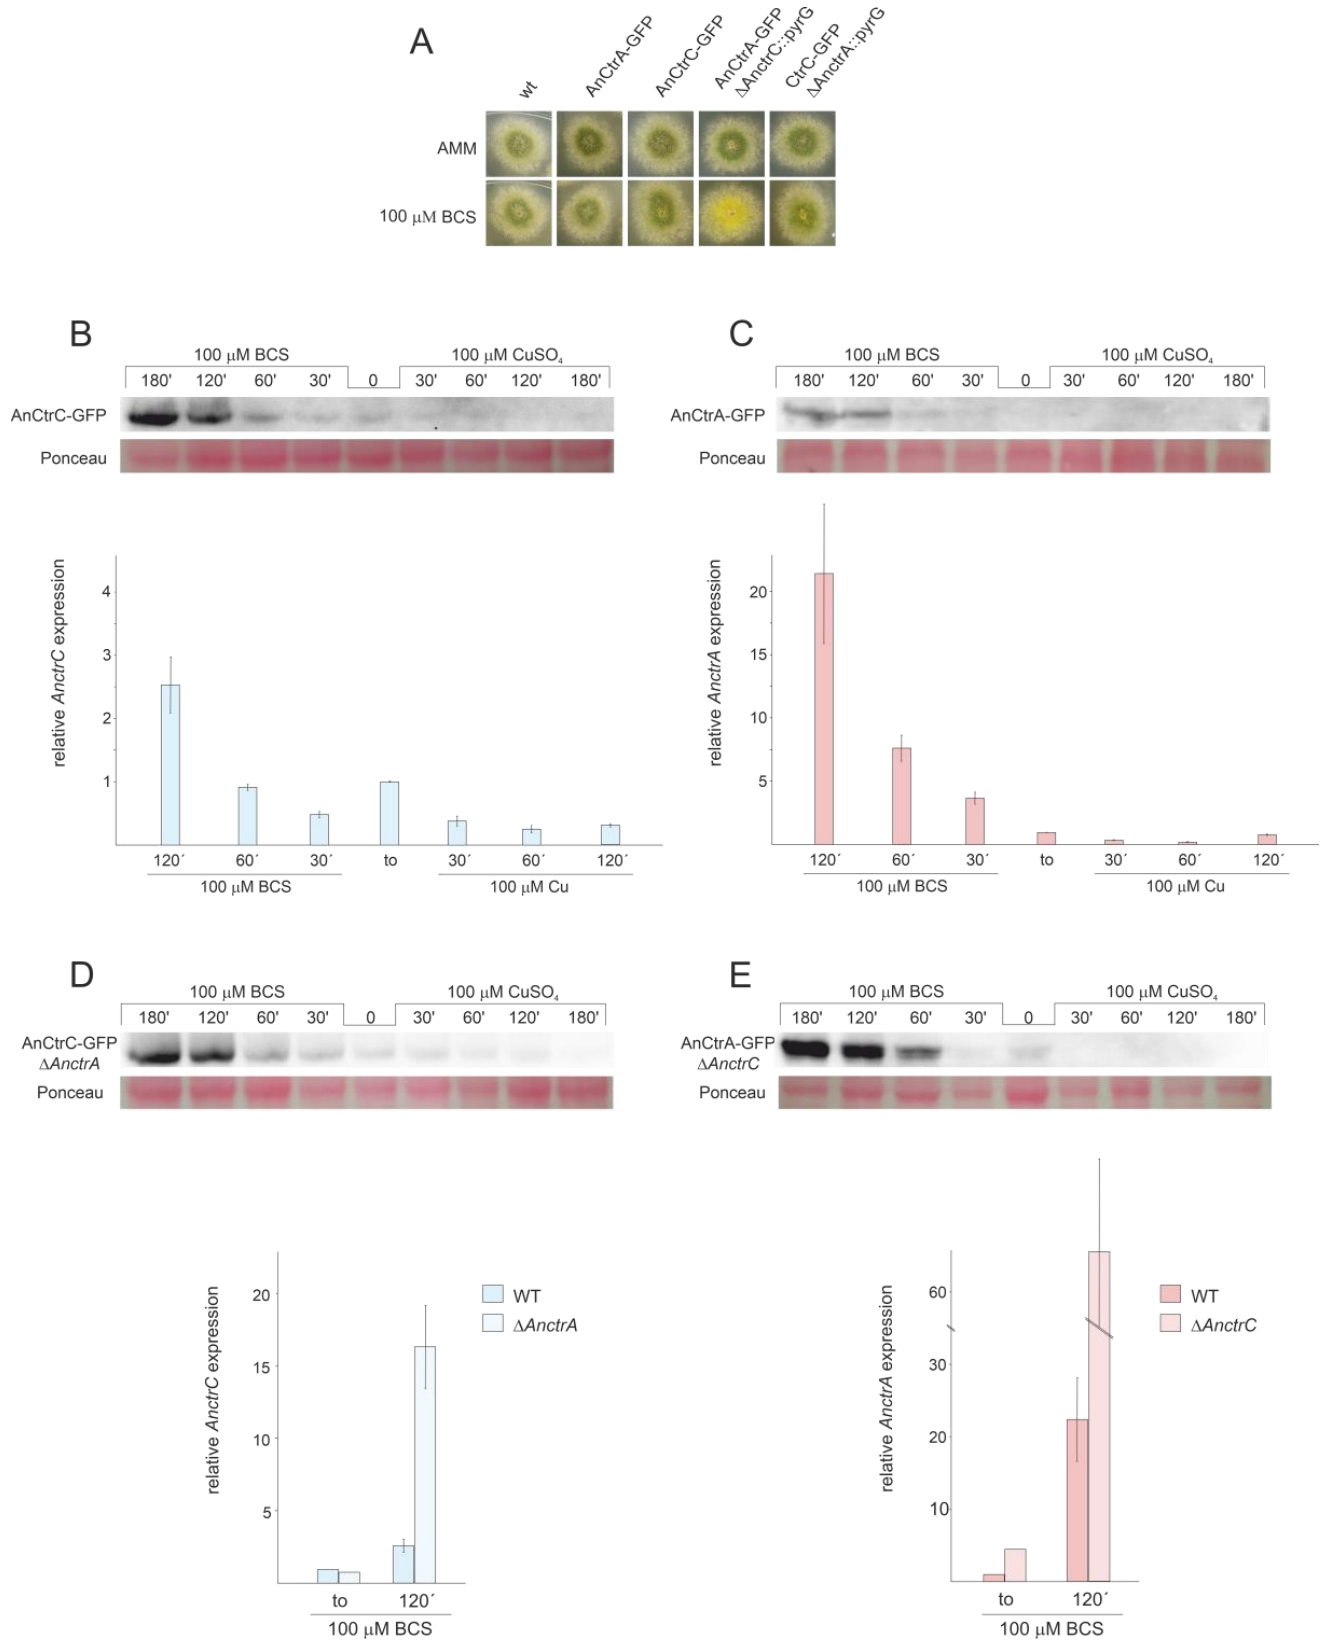 A
wt
AnCtrA-GFP
AnCtrC-GFP
AnCtrA-GFP
ΔAnctrC::pyrG
CtrC-GFP
ΔAnctrA::pyrG
AMM
100 μM BCS
B
100 μM BCS 100 μM CuSO₄
180' 120' 60' 30' 0 30' 60' 120' 180'
AnCtrC-GFP
Ponceau
relative AnctrC expression
4
3
2
1
120´ 60´ 30´ to 30´ 60´ 120´
100 μM BCS 100 μM Cu
C
100 μM BCS 100 μM CuSO₄
180' 120' 60' 30' 0 30' 60' 120' 180'
AnCtrA-GFP
Ponceau
relative AnctrA expression
20
15
10
5
120´ 60´ 30´ to 30´ 60´ 120´
100 μM BCS 100 μM Cu
D
100 μM BCS 100 μM CuSO₄
180' 120' 60' 30' 0 30' 60' 120' 180'
AnCtrC-GFP
ΔAnctrA
Ponceau
relative AnctrC expression
20
15
10
5
to 120´
100 μM BCS
WT
ΔAnctrA
E
100 μM BCS 100 μM CuSO₄
180' 120' 60' 30' 0 30' 60' 120' 180'
AnCtrA-GFP
ΔAnctrC
Ponceau
relative AnctrA expression
60
30
20
10
to 120´
100 μM BCS
WT
ΔAnctrC